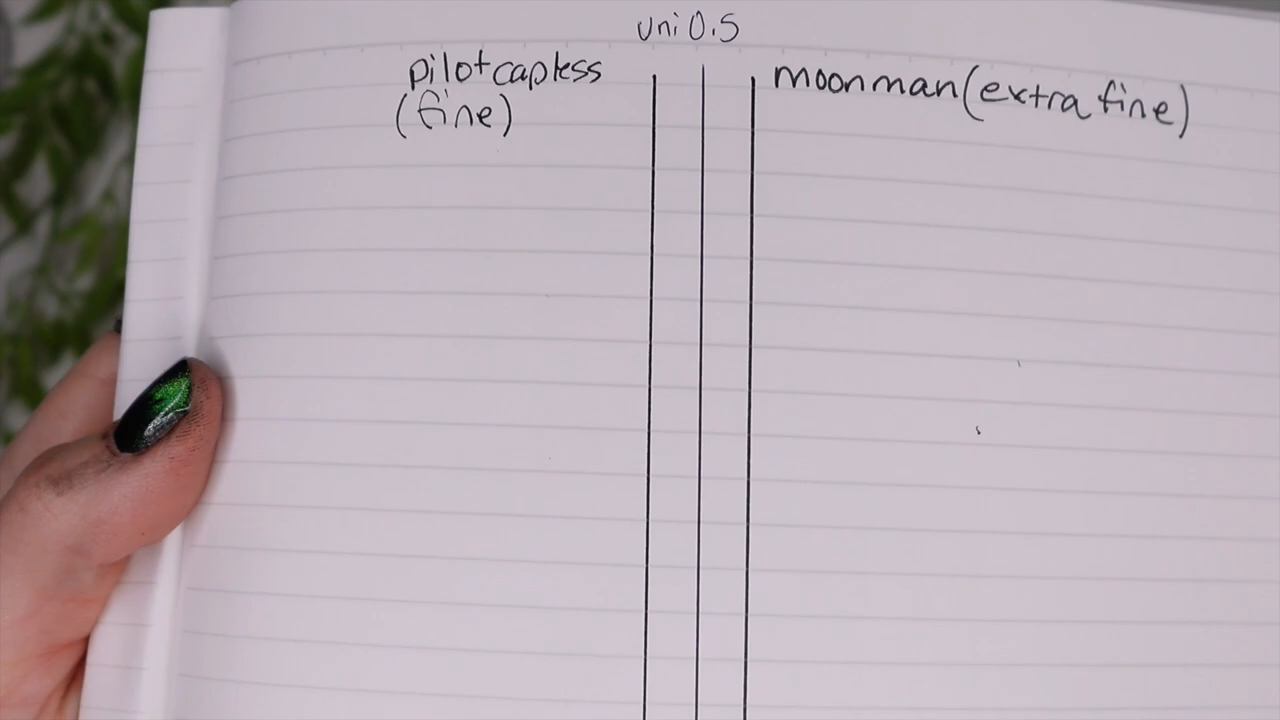 uni 0.5
pilot capless
(fine)
moonman (extra fine)